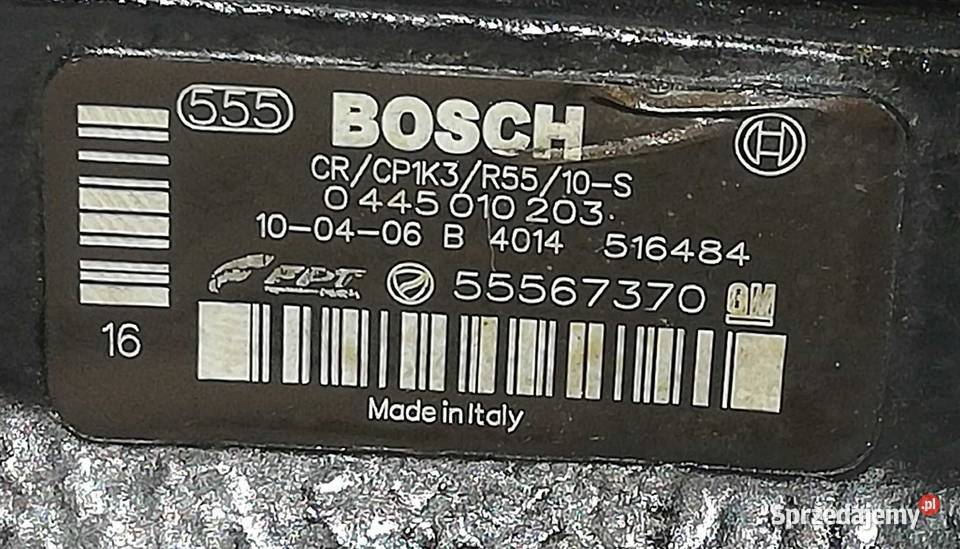 555 BOSCH
CR/CP1K3/R55/10-S
0 445 010 203
10-04-06 B 4014 516484
FPT 55567370 GM
16
Made in Italy
Sprzedajemy.pl